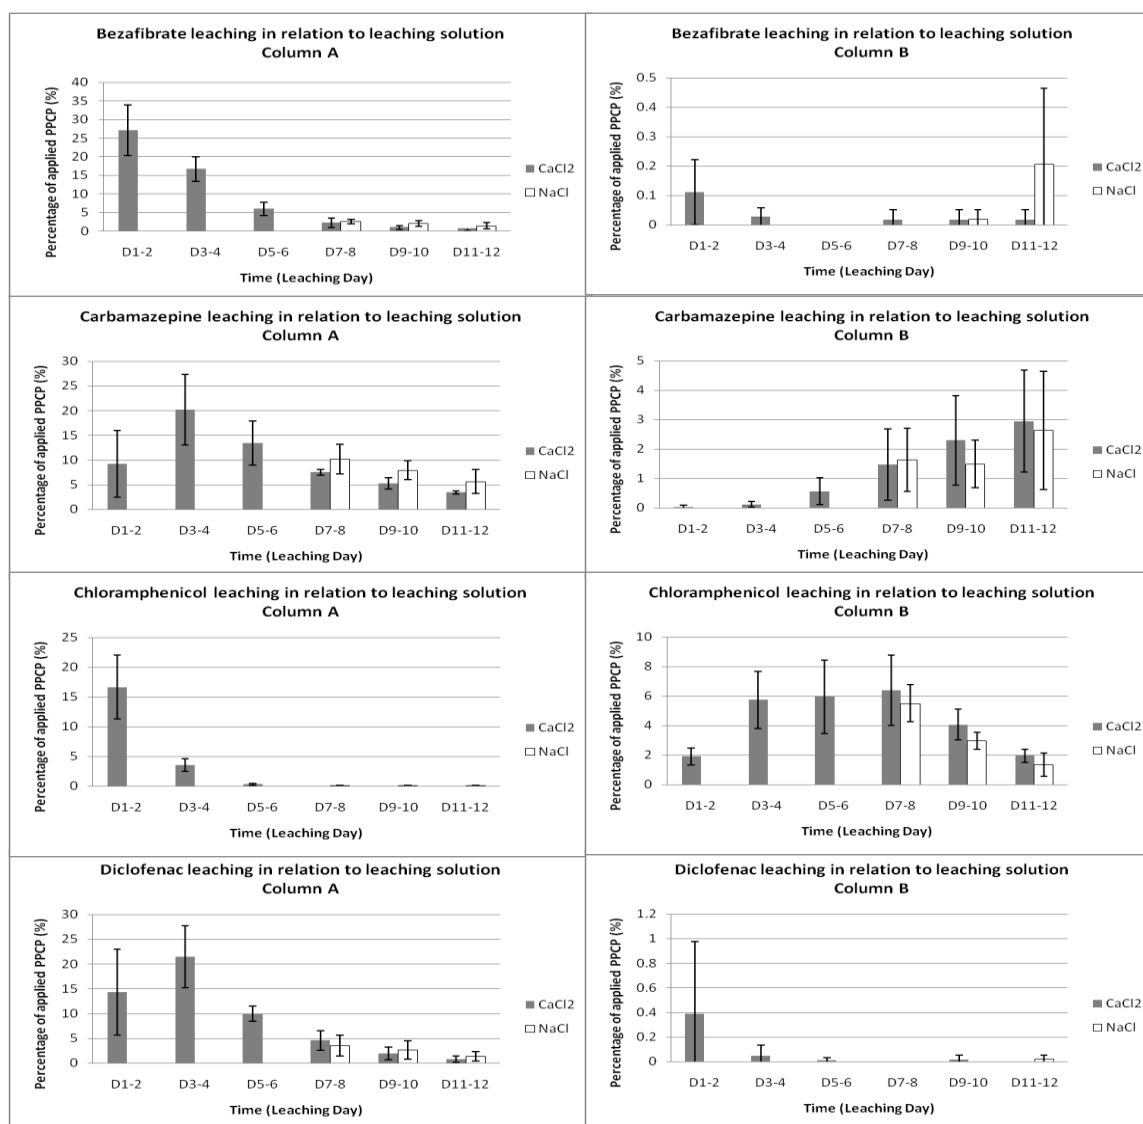 Bezafibrate leaching in relation to leaching solution
Column A
Percentage of applied PPCP (%)
40
35
30
25
20
15
10
5
0
D1-2 D3-4 D5-6 D7-8 D9-10 D11-12
Time (Leaching Day)
CaCl2
NaCl
Bezafibrate leaching in relation to leaching solution
Column B
Percentage of applied PPCP (%)
0.5
0.4
0.3
0.2
0.1
0
D1-2 D3-4 D5-6 D7-8 D9-10 D11-12
Time (Leaching Day)
CaCl2
NaCl
Carbamazepine leaching in relation to leaching solution
Column A
Percentage of applied PPCP (%)
30
25
20
15
10
5
0
D1-2 D3-4 D5-6 D7-8 D9-10 D11-12
Time (Leaching Day)
CaCl2
NaCl
Carbamazepine leaching in relation to leaching solution
Column B
Percentage of applied PPCP (%)
5
4
3
2
1
0
D1-2 D3-4 D5-6 D7-8 D9-10 D11-12
Time (Leaching Day)
CaCl2
NaCl
Chloramphenicol leaching in relation to leaching solution
Column A
Percentage of applied PPCP (%)
25
20
15
10
5
0
D1-2 D3-4 D5-6 D7-8 D9-10 D11-12
Time (Leaching Day)
CaCl2
NaCl
Chloramphenicol leaching in relation to leaching solution
Column B
Percentage of applied PPCP (%)
10
8
6
4
2
0
D1-2 D3-4 D5-6 D7-8 D9-10 D11-12
Time (Leaching Day)
CaCl2
NaCl
Diclofenac leaching in relation to leaching solution
Column A
Percentage of applied PPCP (%)
30
25
20
15
10
5
0
D1-2 D3-4 D5-6 D7-8 D9-10 D11-12
Time (Leaching Day)
CaCl2
NaCl
Diclofenac leaching in relation to leaching solution
Column B
Percentage of applied PPCP (%)
1.2
1
0.8
0.6
0.4
0.2
0
D1-2 D3-4 D5-6 D7-8 D9-10 D11-12
Time (Leaching Day)
CaCl2
NaCl